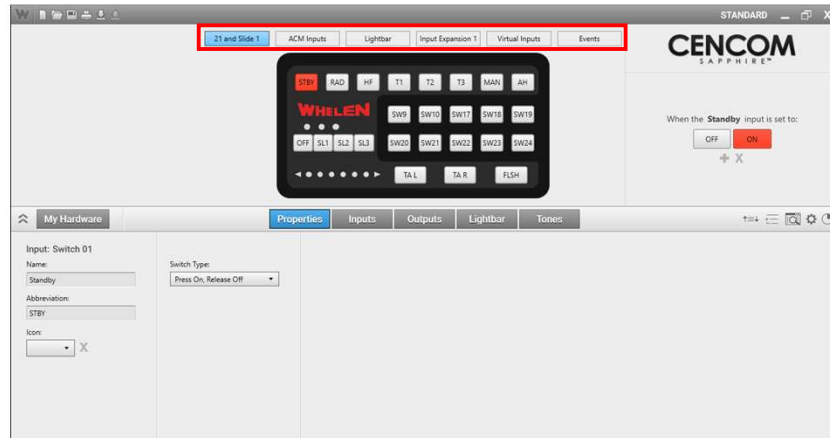 W
STANDARD
21 and Slide 1 ACM Inputs Lightbar Input Expansion 1 Virtual Inputs Events
CENCOM
SAPPHIRE™
STBY RAD HF T1 T2 T3 MAN AH
WHELEN SW9 SW10 SW17 SW18 SW19
OFF SL1 SL2 SL3 SW20 SW21 SW22 SW23 SW24
TA L TA R FLSH
When the Standby input is set to:
OFF ON
My Hardware Properties Inputs Outputs Lightbar Tones
Input: Switch 01
Name: Switch Type:
Standby Press On, Release Off
Abbreviation:
STBY
Icon:
X